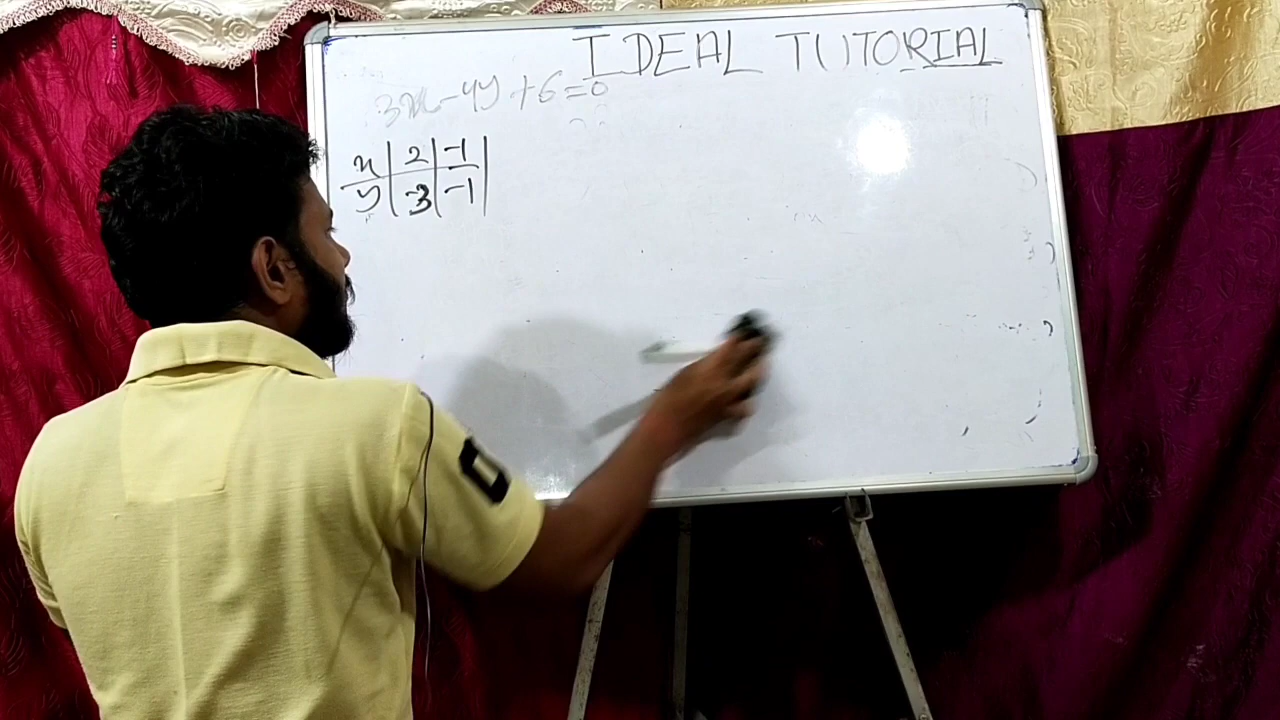 IDEAL TUTORIAL
3x-4y+6=0
x | 2 | -1 |
y | -3 | -1 |